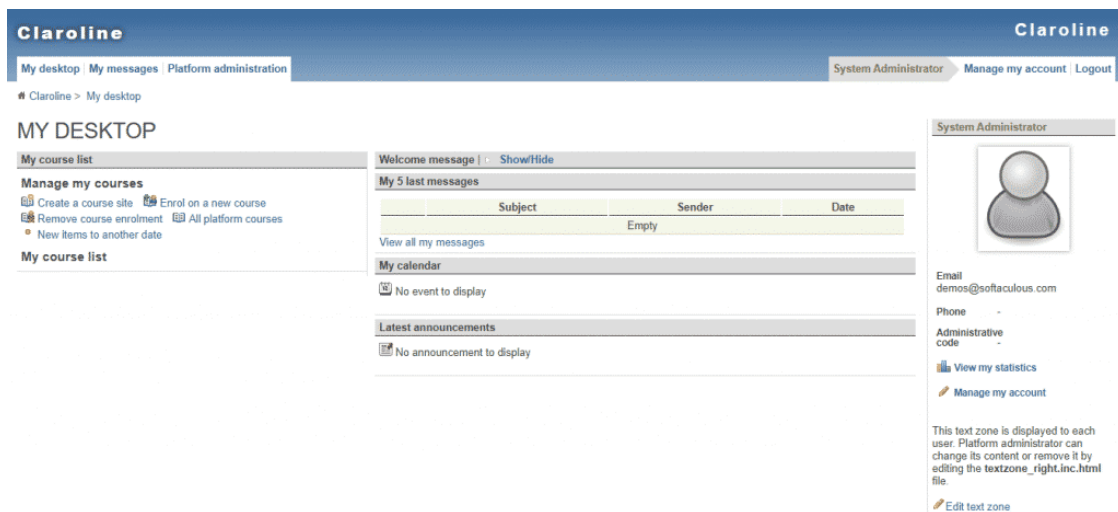 Claroline
Claroline
My desktop My messages Platform administration
System Administrator Manage my account Logout
Claroline > My desktop
MY DESKTOP
My course list
Manage my courses
Create a course site Enrol on a new course
Remove course enrolment All platform courses
New items to another date
My course list
Welcome message | Show/Hide
My 5 last messages
Subject Sender Date
Empty
View all my messages
My calendar
No event to display
Latest announcements
No announcement to display
System Administrator
Email
demos@softaculous.com
Phone -
Administrative
code -
View my statistics
Manage my account
This text zone is displayed to each
user. Platform administrator can
change its content or remove it by
editing the textzone_right.inc.html
file.
Edit text zone